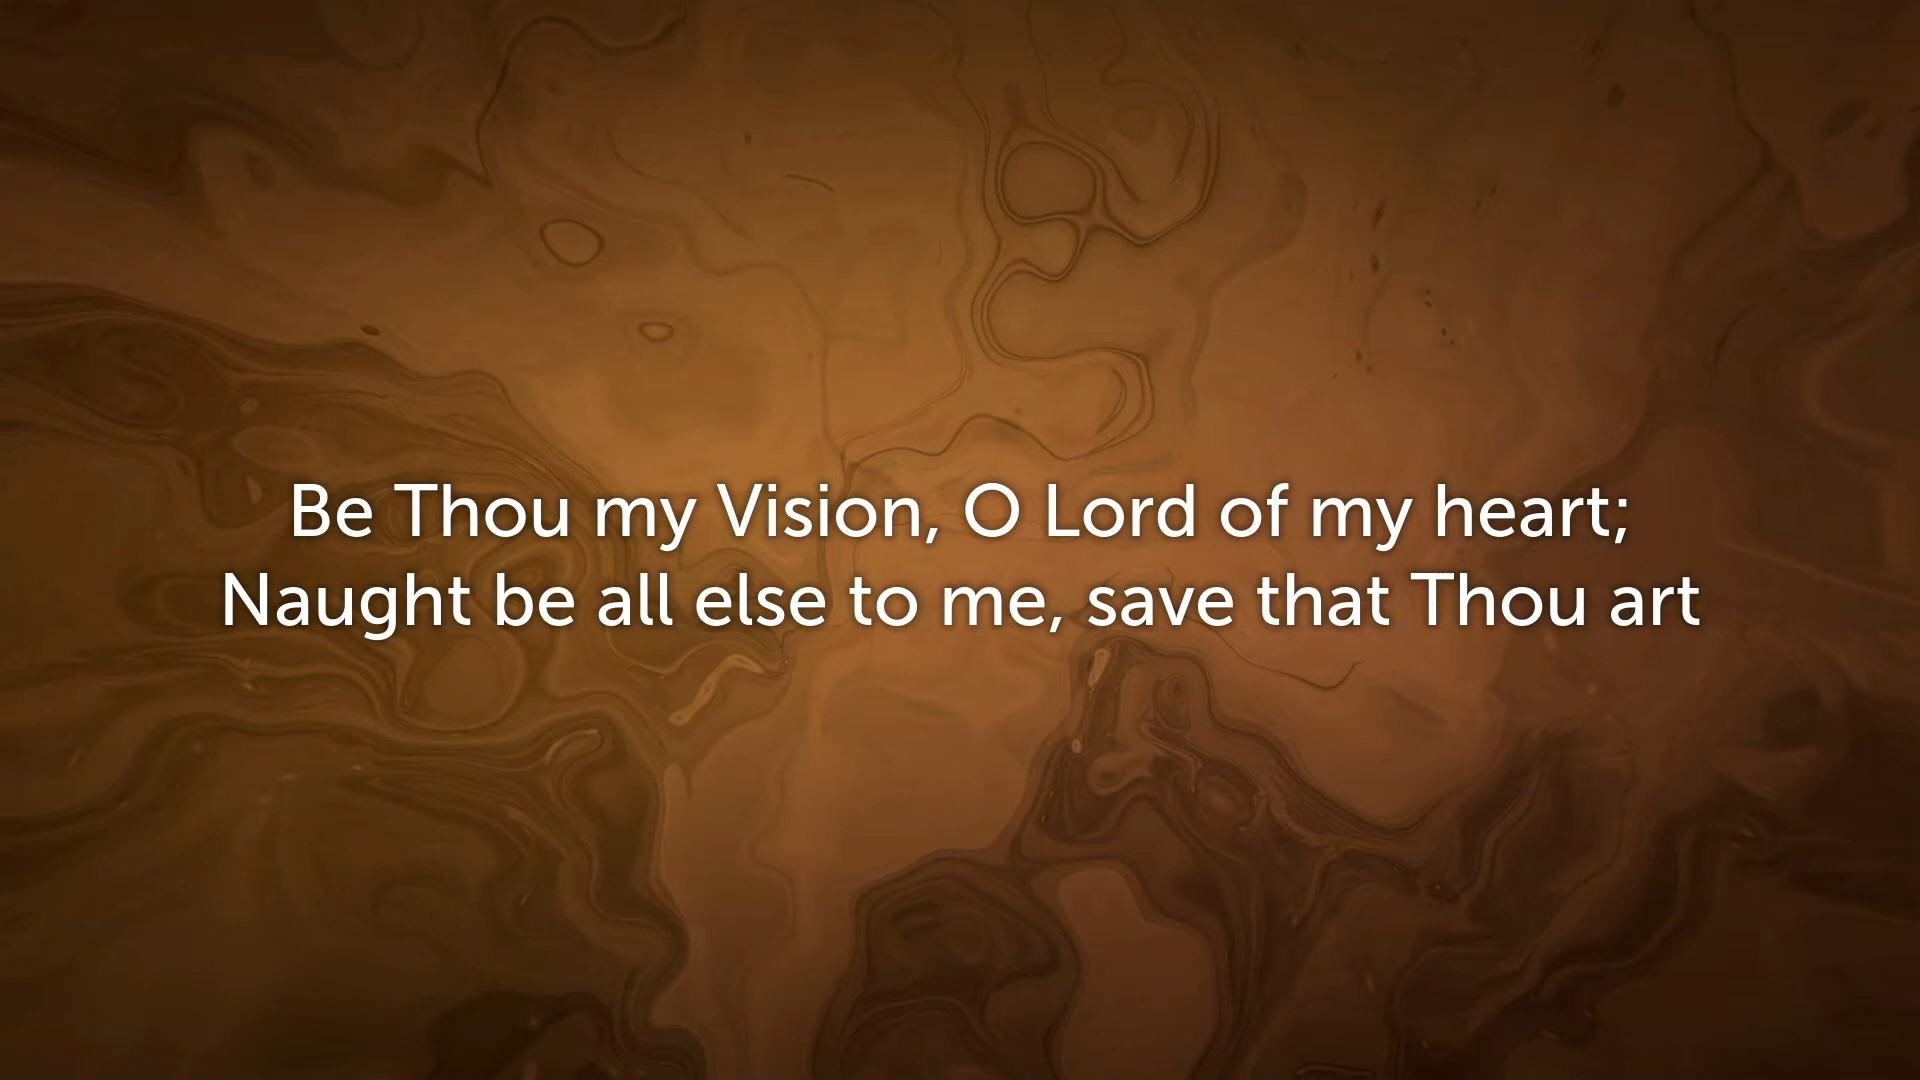 Be Thou my Vision, O Lord of my heart;
Naught be all else to me, save that Thou art